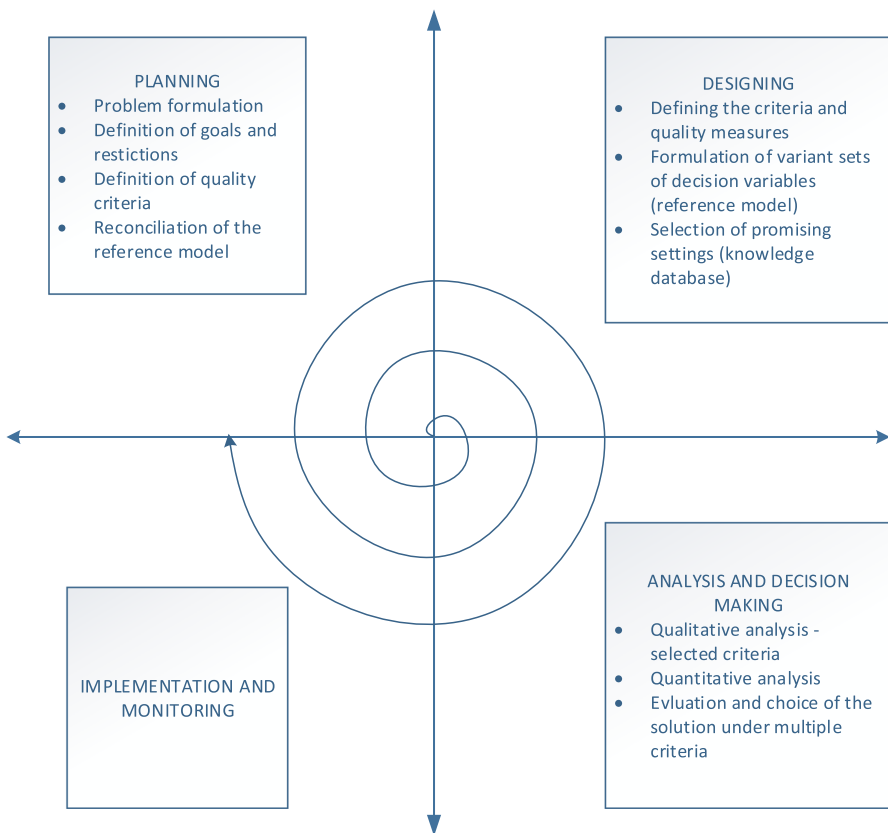 PLANNING
• Problem formulation
• Definition of goals and
restictions
• Definition of quality
criteria
• Reconciliation of the
reference model
DESIGNING
• Defining the criteria and
quality measures
• Formulation of variant sets
of decision variables
(reference model)
• Selection of promising
settings (knowledge
database)
IMPLEMENTATION AND
MONITORING
ANALYSIS AND DECISION
MAKING
• Qualitative analysis -
selected criteria
• Quantitative analysis
• Evluation and choice of the
solution under multiple
criteria